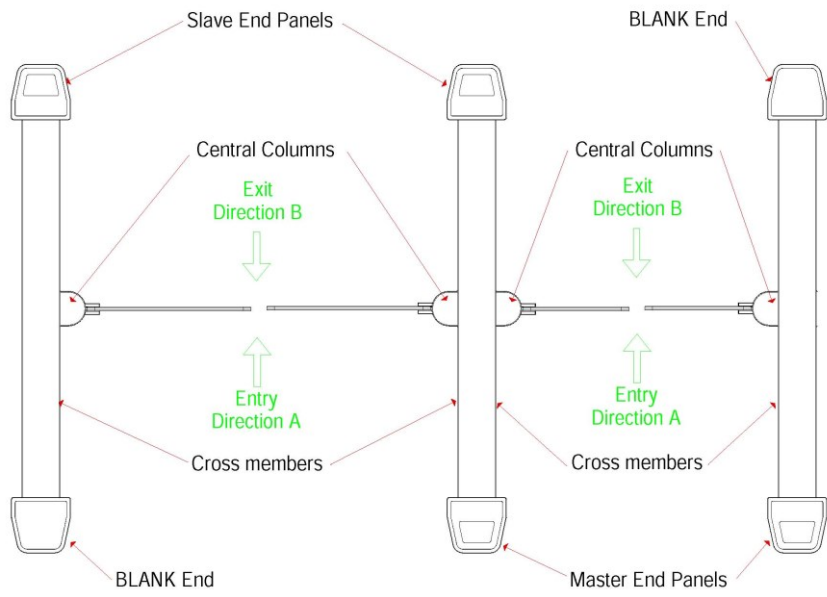 Slave End Panels
BLANK End
Central Columns
Central Columns
Exit
Direction B
Exit
Direction B
Entry
Direction A
Entry
Direction A
Cross members
Cross members
BLANK End
Master End Panels